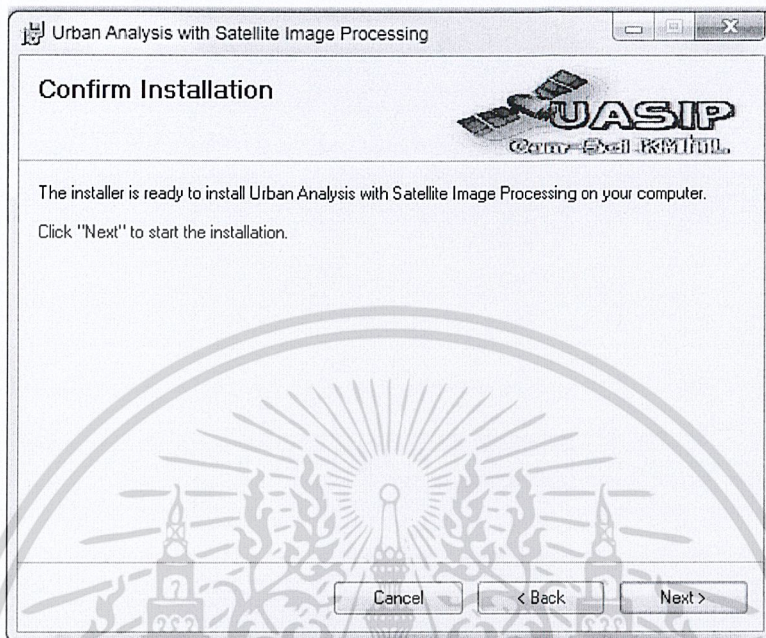 Urban Analysis with Satellite Image Processing
Confirm Installation
UASIP
The installer is ready to install Urban Analysis with Satellite Image Processing on your computer.
Click "Next" to start the installation.
Cancel
< Back
Next >